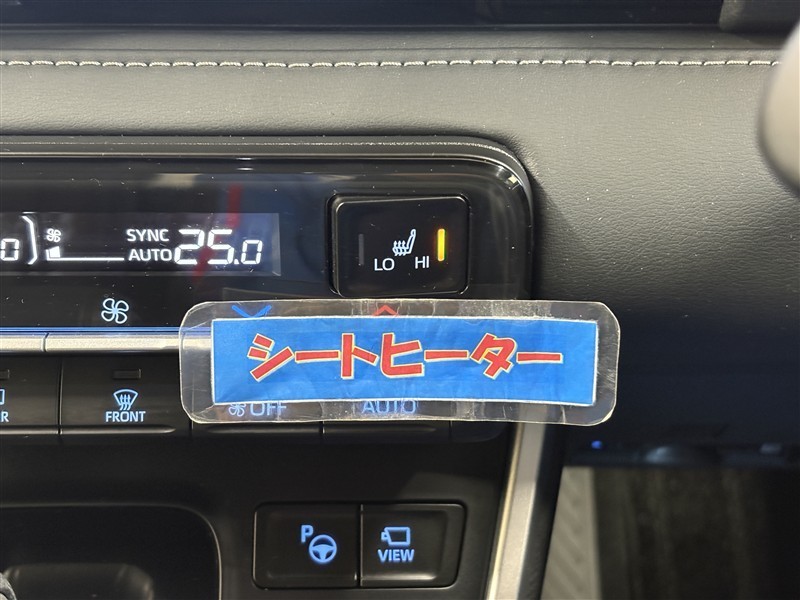 SYNC
AUTO 25.0
LO HI
シートヒーター
FRONT
OFF AUTO
P
VIEW